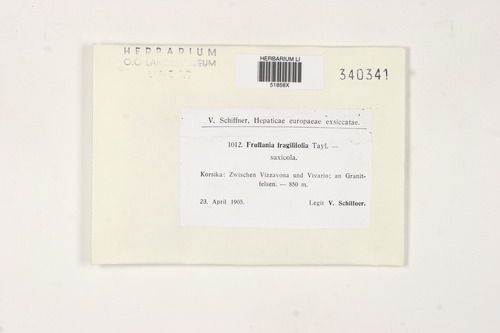 HERBARIUM
O.Ö. LANDESMUSEUM
HERBARIUM LI
51858X
340341
V. Schiffner, Hepaticae europaeae exsiccatae.
1012. Frullania fragilifolia Tayl. —
saxicola.
Korsika: Zwischen Vizzavona und Vivario; an Granit-
felsen. — 850 m.
23. April 1905.
Legit V. Schiffner.